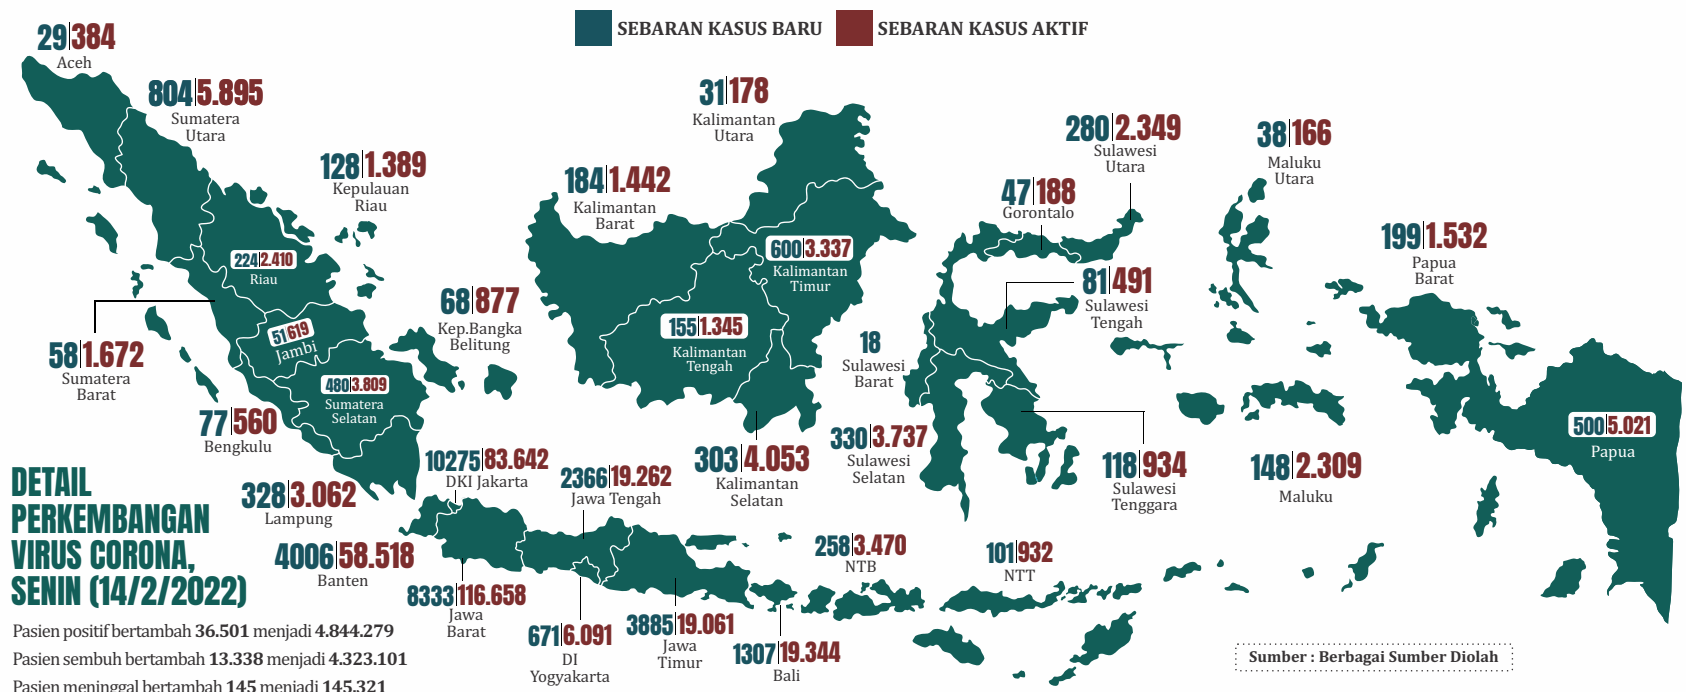 SEBARAN KASUS BARU
SEBARAN KASUS AKTIF
29|384
Aceh
804|5.895
Sumatera
Utara
128|1.389
Kepulauan
Riau
224|2.410
Riau
58|1.672
Sumatera
Barat
51|619
Jambi
68|877
Kep.Bangka
Belitung
480|3.809
Sumatera
Selatan
77|560
Bengkulu
328|3.062
Lampung
31|178
Kalimantan
Utara
184|1.442
Kalimantan
Barat
600|3.337
Kalimantan
Timur
155|1.345
Kalimantan
Tengah
303|4.053
Kalimantan
Selatan
280|2.349
Sulawesi
Utara
47|188
Gorontalo
81|491
Sulawesi
Tengah
18
Sulawesi
Barat
330|3.737
Sulawesi
Selatan
118|934
Sulawesi
Tenggara
38|166
Maluku
Utara
148|2.309
Maluku
199|1.532
Papua
Barat
500|5.021
Papua
10275|83.642
DKI Jakarta
4006|58.518
Banten
8333|116.658
Jawa
Barat
2366|19.262
Jawa Tengah
671|6.091
DI
Yogyakarta
3885|19.061
Jawa
Timur
1307|19.344
Bali
258|3.470
NTB
101|932
NTT
DETAIL
PERKEMBANGAN
VIRUS CORONA,
SENIN (14/2/2022)
Pasien positif bertambah 36.501 menjadi 4.844.279
Pasien sembuh bertambah 13.338 menjadi 4.323.101
Pasien meninggal bertambah 145 menjadi 145.321
Sumber : Berbagai Sumber Diolah